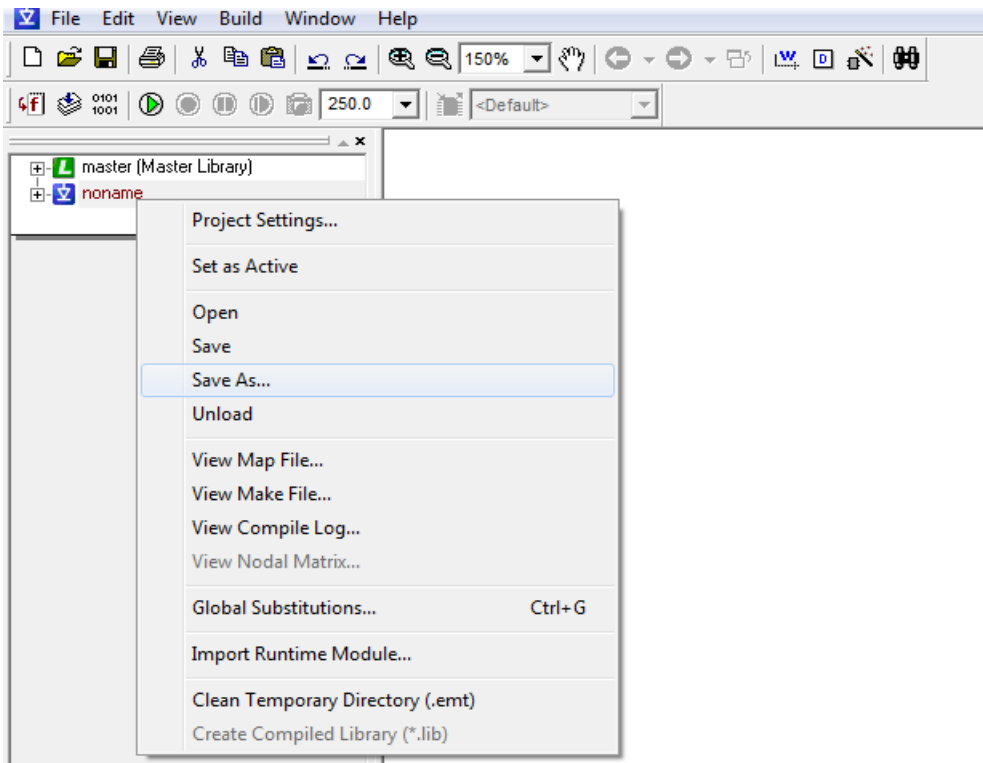 File Edit View Build Window Help
150%
W D
f 0101 1001 250.0 <Default>
L master (Master Library)
noname
Project Settings...
Set as Active
Open
Save
Save As...
Unload
View Map File...
View Make File...
View Compile Log...
View Nodal Matrix...
Global Substitutions... Ctrl+G
Import Runtime Module...
Clean Temporary Directory (.emt)
Create Compiled Library (*.lib)